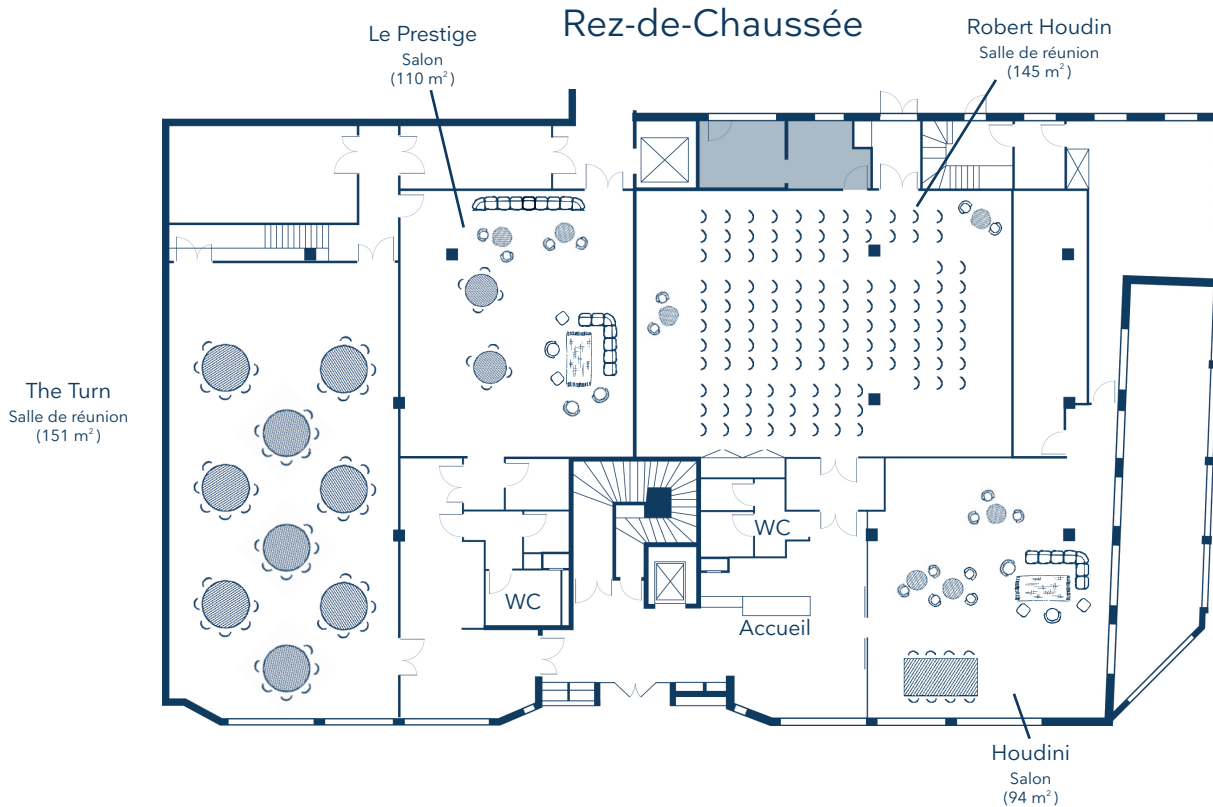 Rez-de-Chaussée
Le Prestige
Salon
(110 m²)
Robert Houdin
Salle de réunion
(145 m²)
The Turn
Salle de réunion
(151 m²)
WC
WC
Accueil
Houdini
Salon
(94 m²)